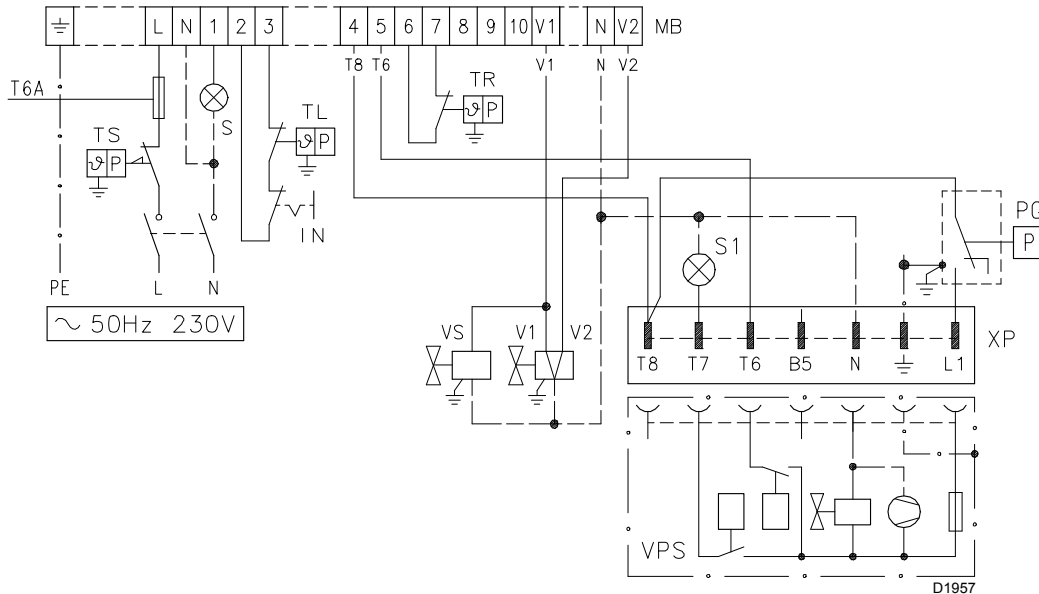 L N 1 2 3 4 5 6 7 8 9 10 V1 N V2 MB
T8 T6 V1 N V2
T6A
TR
ϑ P
S
TL
ϑ P
TS
ϑ P
IN
PE L N
~ 50Hz 230V
PG
P
S1
VS V1 V2
XP
T8 T7 T6 B5 N L1
VPS
D1957